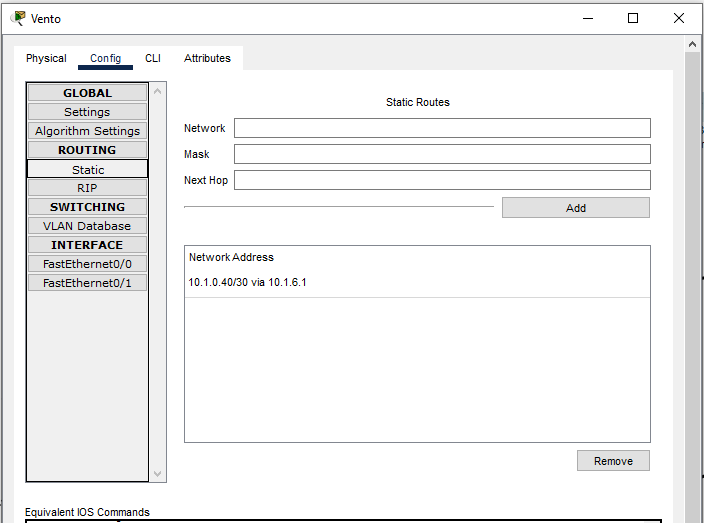 Vento
Physical Config CLI Attributes
GLOBAL
Settings
Algorithm Settings
ROUTING
Static
RIP
SWITCHING
VLAN Database
INTERFACE
FastEthernet0/0
FastEthernet0/1
Static Routes
Network
Mask
Next Hop
Add
Network Address
10.1.0.40/30 via 10.1.6.1
Remove
Equivalent IOS Commands